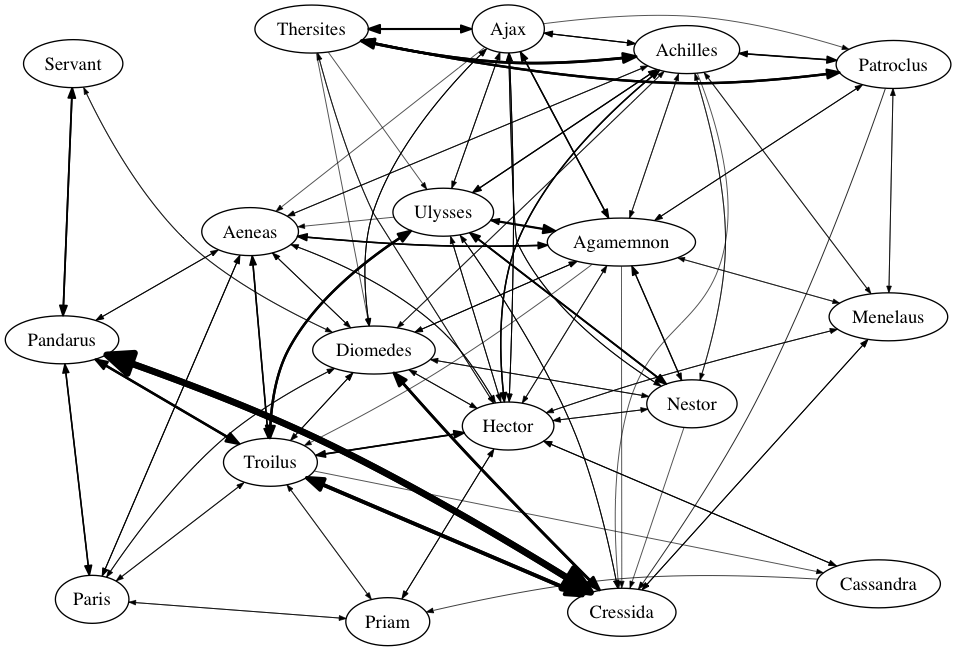 Thersites
Ajax
Achilles
Servant
Patroclus
Ulysses
Aeneas
Agamemnon
Menelaus
Pandarus
Diomedes
Nestor
Hector
Troilus
Cassandra
Paris
Cressida
Priam